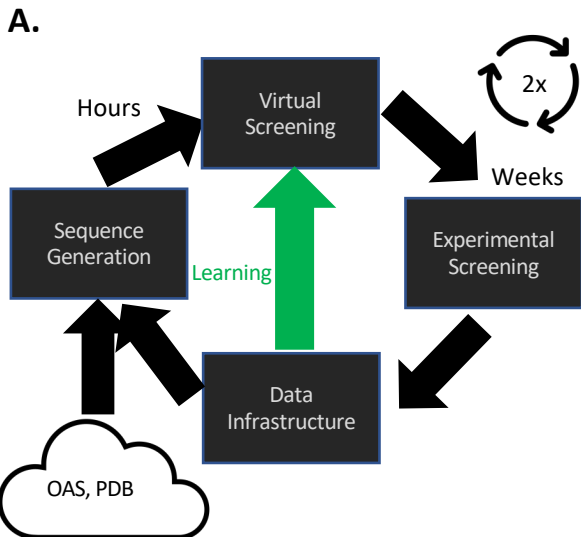 A.
2x
Hours
Virtual
Screening
Weeks
Sequence
Generation
Experimental
Screening
Learning
Data
Infrastructure
OAS, PDB